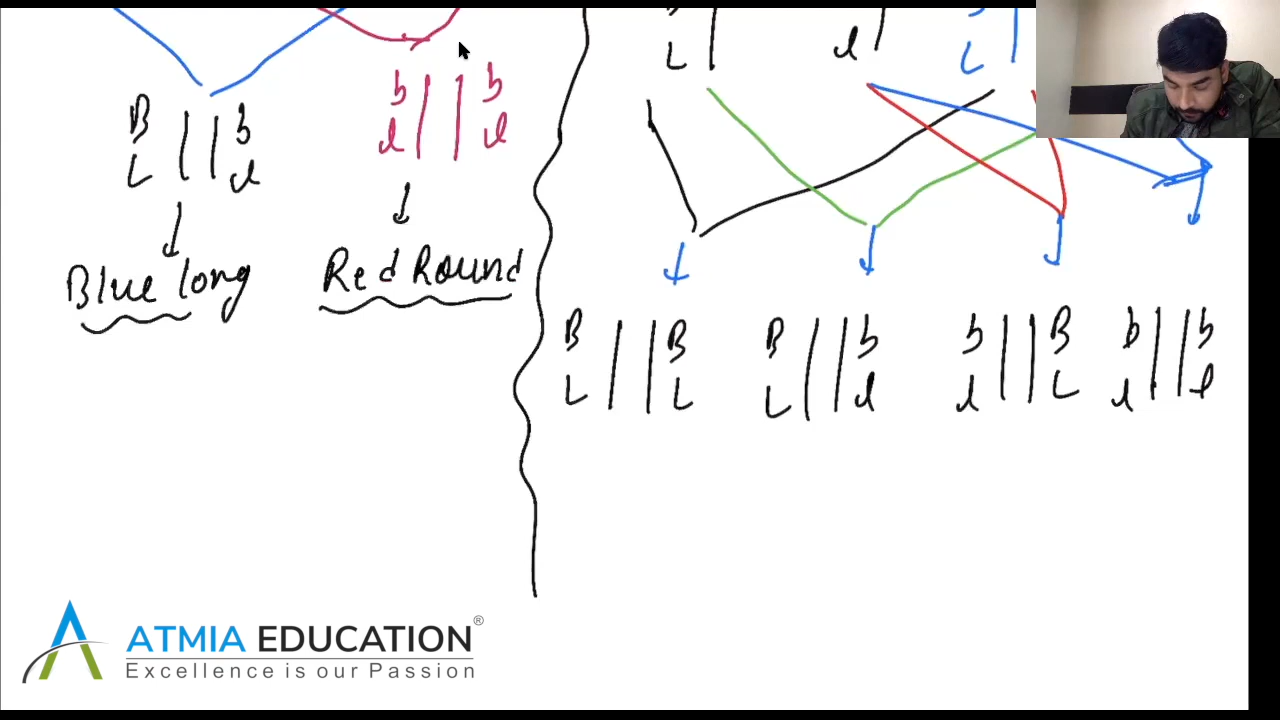 B
L l L
b b
l l
B b
L l
Blue long
Red Round
B B B b b B b b
L L L l l L l l
ATMIA EDUCATION®
Excellence is our Passion